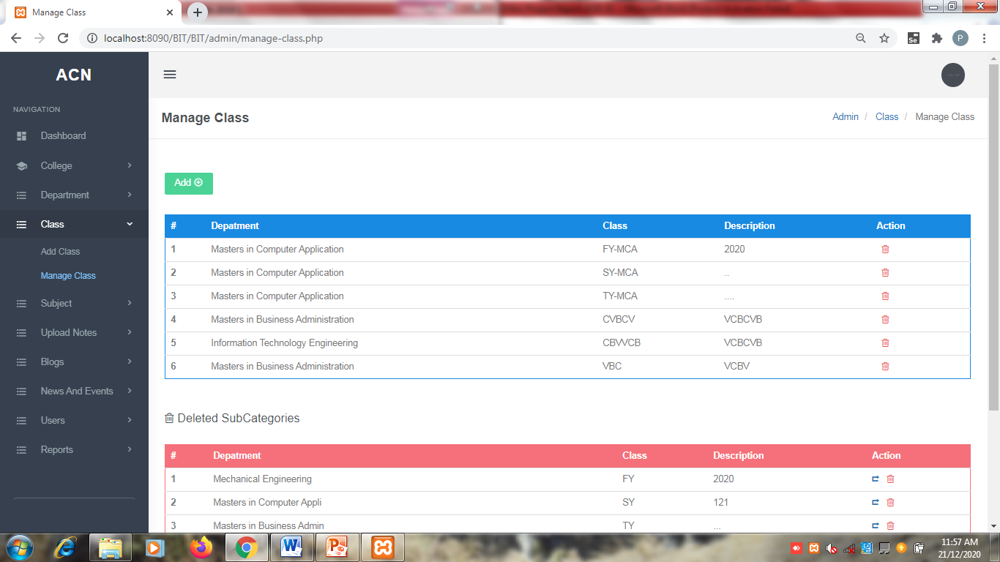 Manage Class
localhost:8090/BIT/BIT/admin/manage-class.php
Se
P
ACN
NAVIGATION
Dashboard
College
Department
Class
Add Class
Manage Class
Subject
Upload Notes
Blogs
News And Events
Users
Reports
Manage Class
Admin / Class / Manage Class
Add
# Depatment Class Description Action
1 Masters in Computer Application FY-MCA 2020
2 Masters in Computer Application SY-MCA ..
3 Masters in Computer Application TY-MCA ....
4 Masters in Business Administration CVBCV VCBCVB
5 Information Technology Engineering CBVVCB VCBCVB
6 Masters in Business Administration VBC VCBV
Deleted SubCategories
# Depatment Class Description Action
1 Mechanical Engineering FY 2020
2 Masters in Computer Appli SY 121
3 Masters in Business Admin TY ...
11:57 AM
21/12/2020